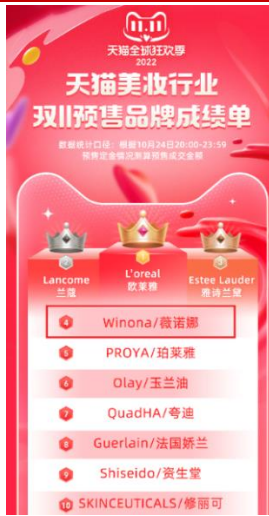 11.11
天猫全球狂欢季
2022
天猫美妆行业
双11预售品牌成绩单
数据统计口径：根据10月24日20:00-23:59
预售定金情况测算预售成交金额
Lancome
兰蔻
L'oreal
欧莱雅
Estee Lauder
雅诗兰黛
4 Winona/薇诺娜
5 PROYA/珀莱雅
6 Olay/玉兰油
7 QuadHA/夸迪
8 Guerlain/法国娇兰
9 Shiseido/资生堂
10 SKINCEUTICALS/修丽可